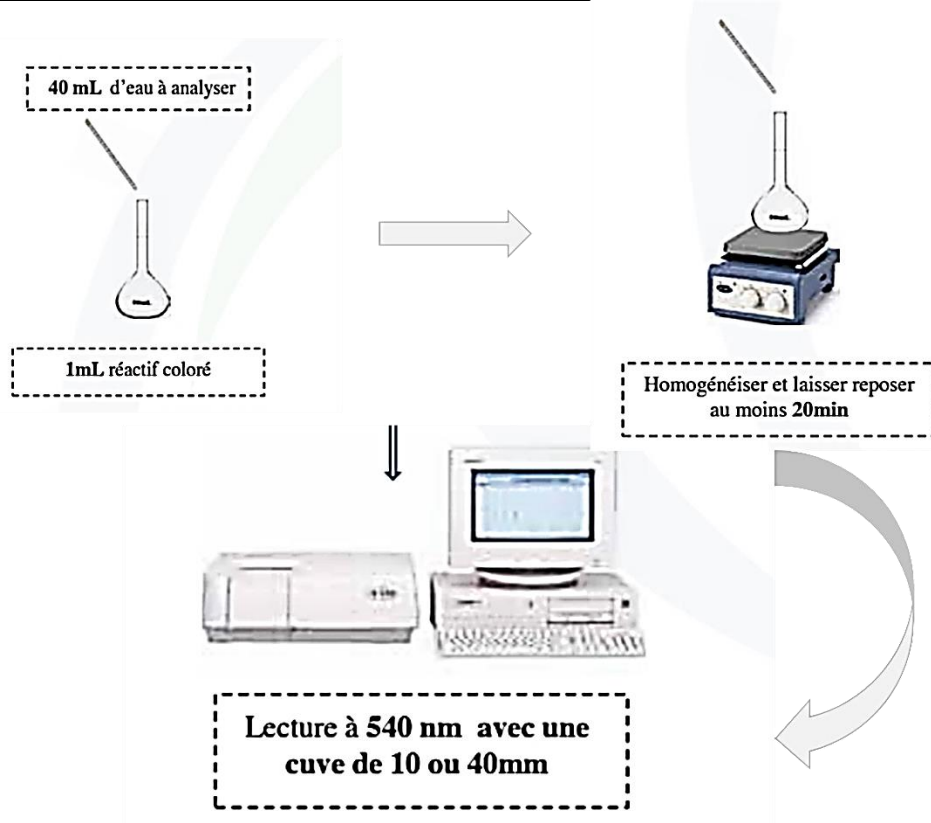 40 mL d'eau à analyser
1mL réactif coloré
Homogénéiser et laisser reposer
au moins 20min
Lecture à 540 nm avec une
cuve de 10 ou 40mm